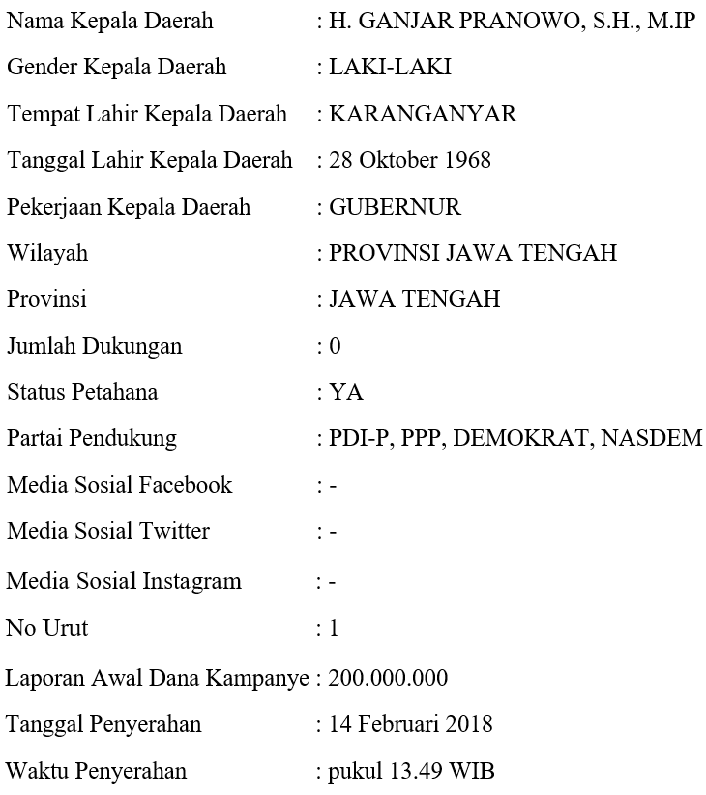 Nama Kepala Daerah : H. GANJAR PRANOWO, S.H., M.IP
Gender Kepala Daerah : LAKI-LAKI
Tempat Lahir Kepala Daerah : KARANGANYAR
Tanggal Lahir Kepala Daerah : 28 Oktober 1968
Pekerjaan Kepala Daerah : GUBERNUR
Wilayah : PROVINSI JAWA TENGAH
Provinsi : JAWA TENGAH
Jumlah Dukungan : 0
Status Petahana : YA
Partai Pendukung : PDI-P, PPP, DEMOKRAT, NASDEM
Media Sosial Facebook : -
Media Sosial Twitter : -
Media Sosial Instagram : -
No Urut : 1
Laporan Awal Dana Kampanye : 200.000.000
Tanggal Penyerahan : 14 Februari 2018
Waktu Penyerahan : pukul 13.49 WIB